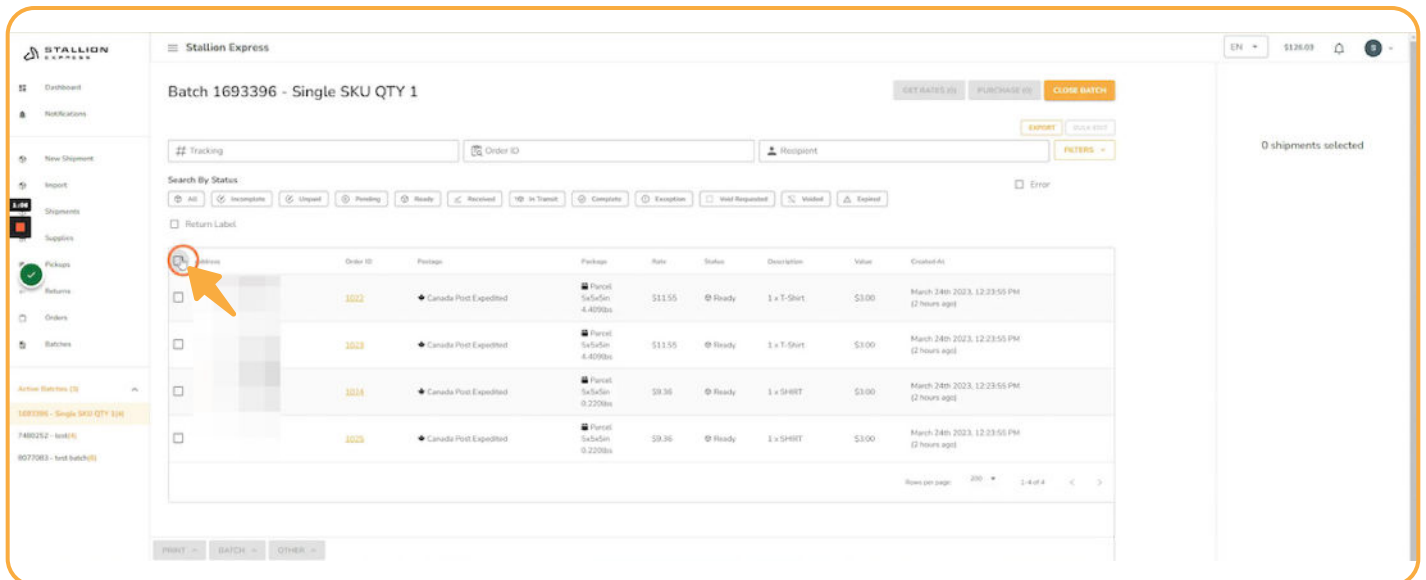 STALLION
EXPRESS
Stallion Express
EN
$126.03
S
Dashboard
Notifications
New Shipment
Import
Shipments
Supplies
Pickups
Returns
Orders
Batches
Active Batches (3)
1693396 - Single SKU QTY 1(4)
7480252 - test(4)
8077083 - test batch(6)
Batch 1693396 - Single SKU QTY 1
GET RATES (0)
PURCHASE (0)
CLOSE BATCH
EXPORT
BULK EDIT
Tracking
Order ID
Recipient
FILTERS
Search By Status
Error
All
Incomplete
Unpaid
Pending
Ready
Received
In Transit
Complete
Exception
Void Requested
Voided
Expired
Return Label
Address Order ID Postage Package Rate Status Description Value Created At
1022 Canada Post Expedited Parcel 5x5x5in 4.409lbs $11.55 Ready 1 x T-Shirt $3.00 March 24th 2023, 12:23:55 PM (2 hours ago)
1023 Canada Post Expedited Parcel 5x5x5in 4.409lbs $11.55 Ready 1 x T-Shirt $3.00 March 24th 2023, 12:23:55 PM (2 hours ago)
1024 Canada Post Expedited Parcel 5x5x5in 0.220lbs $9.36 Ready 1 x SHIRT $3.00 March 24th 2023, 12:23:55 PM (2 hours ago)
1025 Canada Post Expedited Parcel 5x5x5in 0.220lbs $9.36 Ready 1 x SHIRT $3.00 March 24th 2023, 12:23:55 PM (2 hours ago)
Rows per page: 200 1-4 of 4
PRINT
BATCH
OTHER
0 shipments selected